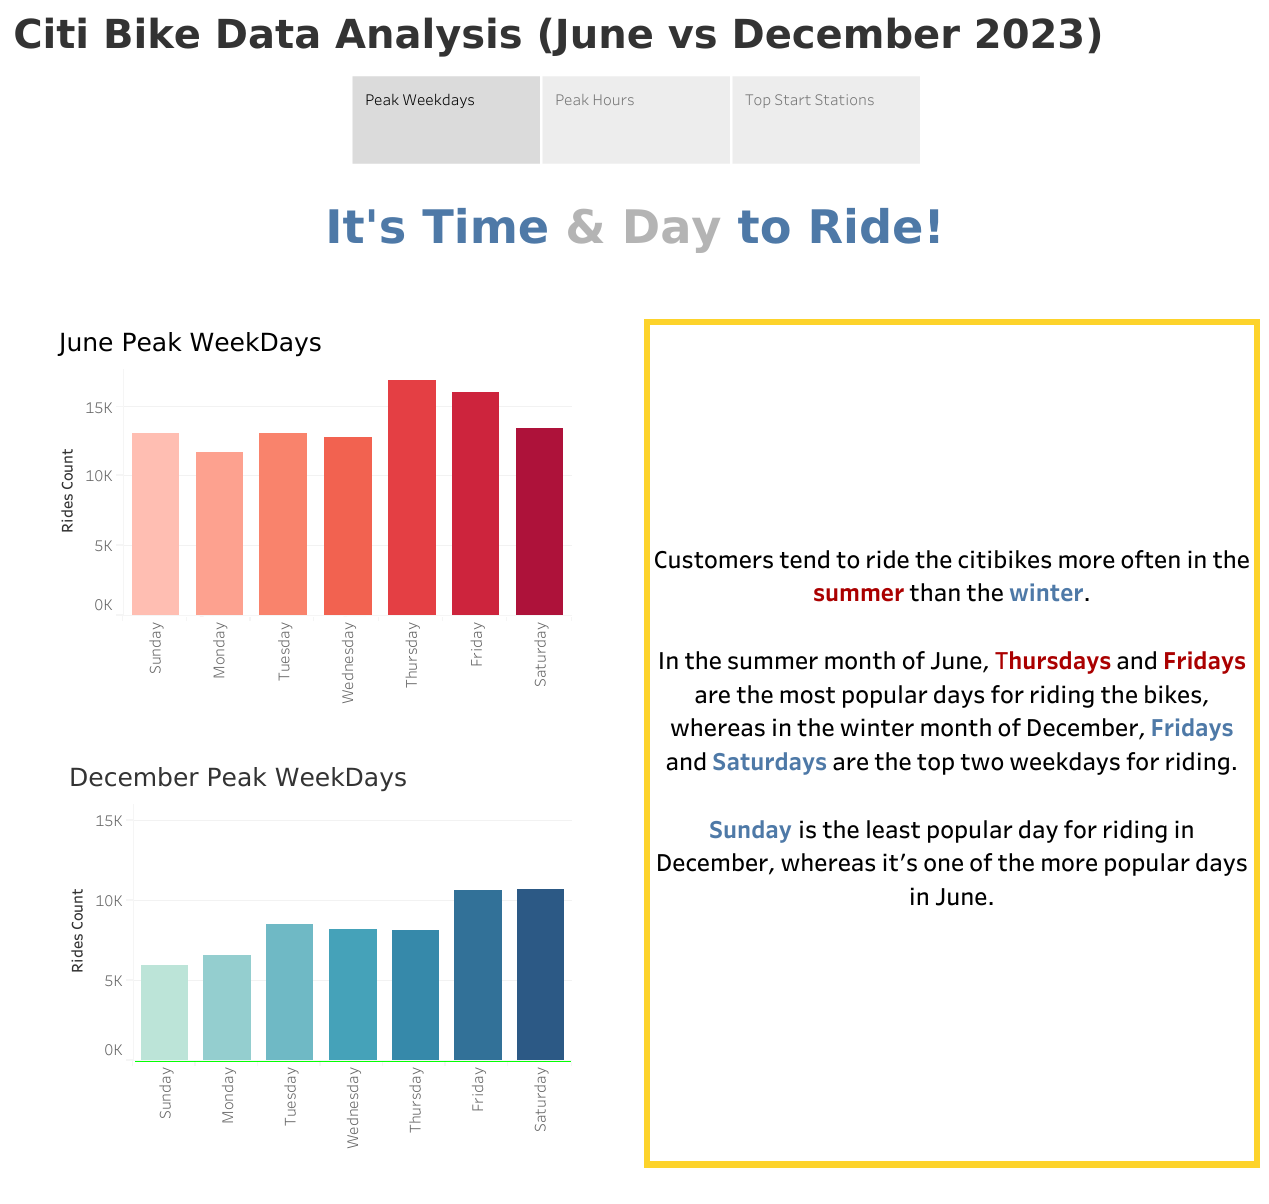 Citi Bike Data Analysis (June vs December 2023)
Peak Weekdays
Peak Hours
Top Start Stations
It's Time & Day to Ride!
June Peak WeekDays
Rides Count
15K
10K
5K
0K
Sunday
Monday
Tuesday
Wednesday
Thursday
Friday
Saturday
December Peak WeekDays
Rides Count
15K
10K
5K
0K
Sunday
Monday
Tuesday
Wednesday
Thursday
Friday
Saturday
Customers tend to ride the citibikes more often in the
summer than the winter.
In the summer month of June, Thursdays and Fridays
are the most popular days for riding the bikes,
whereas in the winter month of December, Fridays
and Saturdays are the top two weekdays for riding.
Sunday is the least popular day for riding in
December, whereas it’s one of the more popular days
in June.